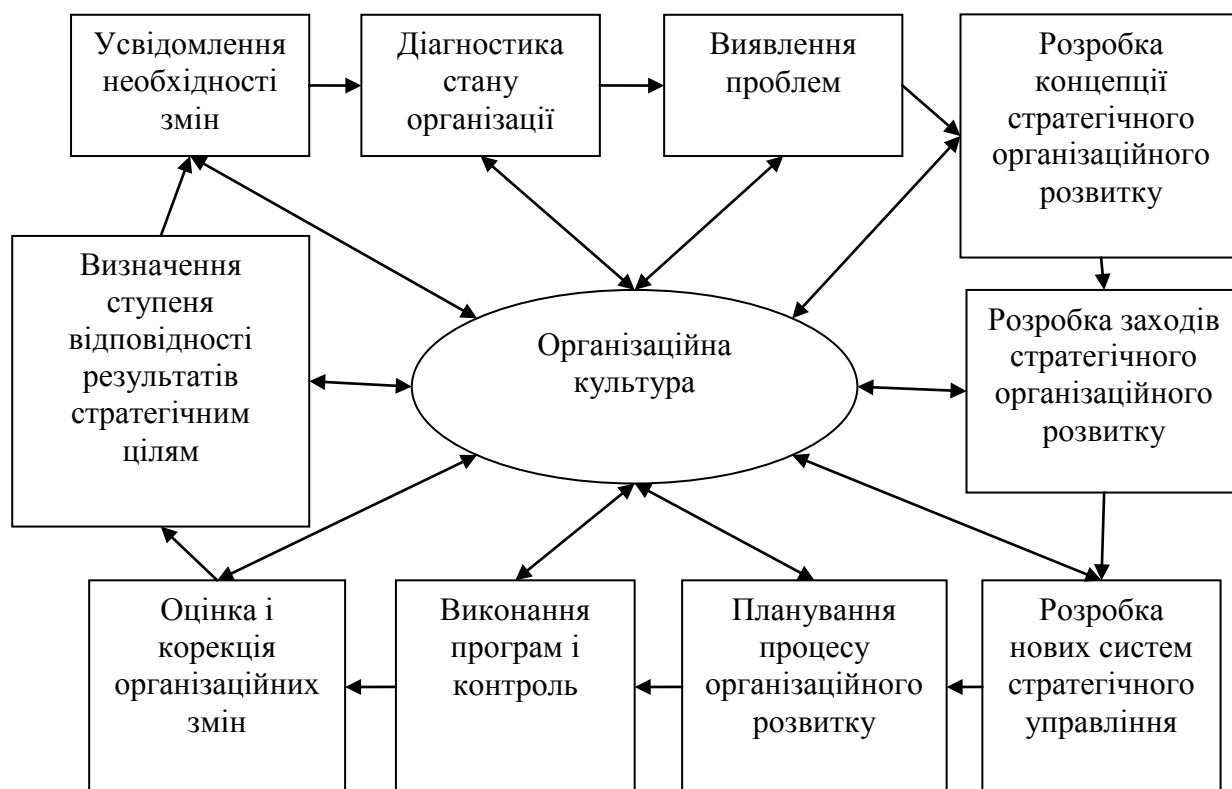 Усвідомлення
необхідності
змін
Діагностика
стану
організації
Виявлення
проблем
Розробка
концепції
стратегічного
організаційного
розвитку
Визначення
ступеня
відповідності
результатів
стратегічним
цілям
Організаційна
культура
Розробка заходів
стратегічного
організаційного
розвитку
Оцінка і
корекція
організаційних
змін
Виконання
програм і
контроль
Планування
процесу
організаційного
розвитку
Розробка
нових систем
стратегічного
управління